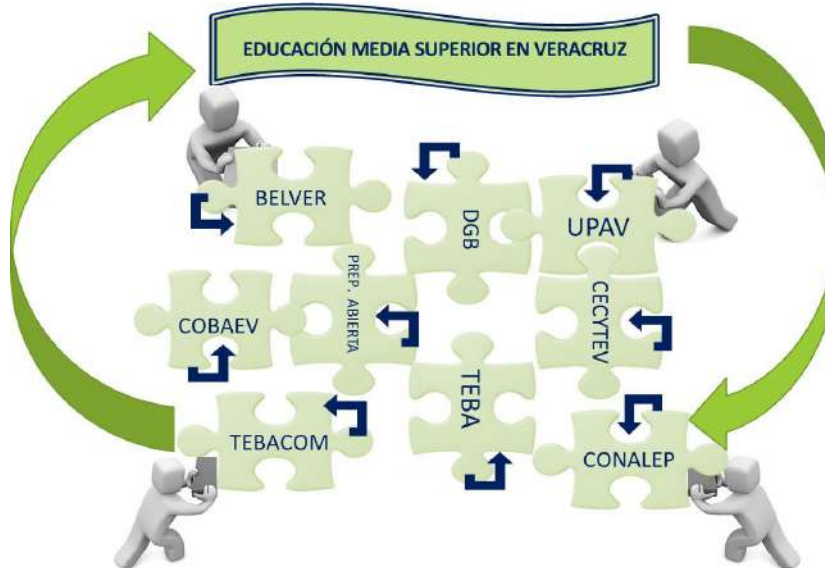 EDUCACIÓN MEDIA SUPERIOR EN VERACRUZ
BELVER
DGB
UPAV
COBAEV
PREP. ABIERTA
CECYTEV
TEBACOM
TEBA
CONALEP